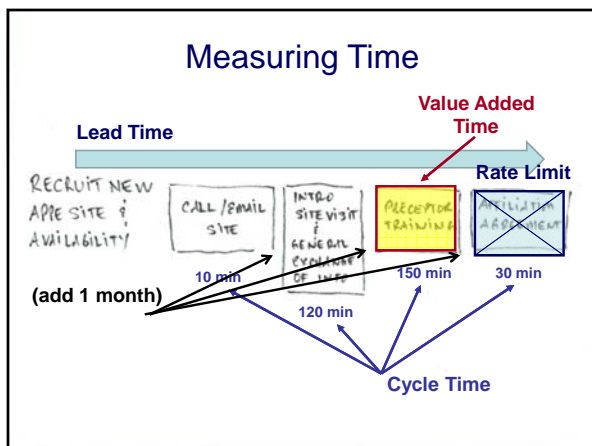 Measuring Time
Value Added
Time
Lead Time
Rate Limit
RECRUIT NEW
APPE SITE &
AVAILABILITY
CALL/EMAIL
SITE
INTRO
SITE VISIT
&
GENERAL
EXCHANGE
OF INFO
PRECEPTOR
TRAINING
AFFILIATION
AGREEMENT
(add 1 month)
10 min
120 min
150 min
30 min
Cycle Time